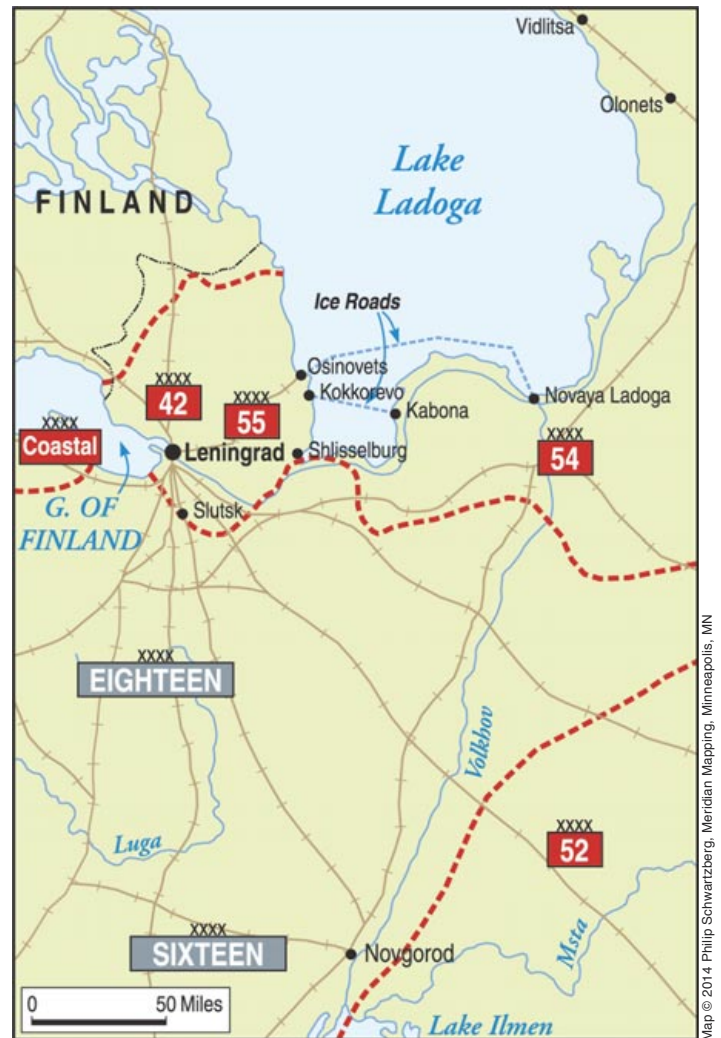 Vidlitsa
Olonets
Lake
Ladoga
FINLAND
Ice Roads
Osinovets
Kokkorevo
Kabona
Novaya Ladoga
XXXX
42
XXXX
55
XXXX
Coastal
Leningrad
Shlisselburg
XXXX
54
G. OF
FINLAND
Slutsk
XXXX
EIGHTEEN
Volkhov
Luga
XXXX
52
XXXX
SIXTEEN
Novgorod
Msta
0 50 Miles
Lake Ilmen
Map © 2014 Philip Schwartzberg, Meridian Mapping, Minneapolis, MN